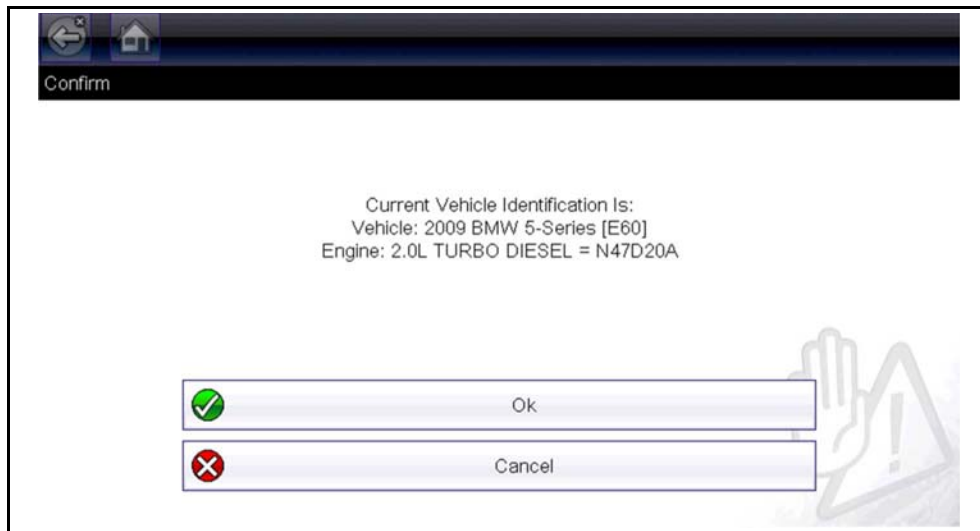 Confirm
Current Vehicle Identification Is:
Vehicle: 2009 BMW 5-Series [E60]
Engine: 2.0L TURBO DIESEL = N47D20A
Ok
Cancel